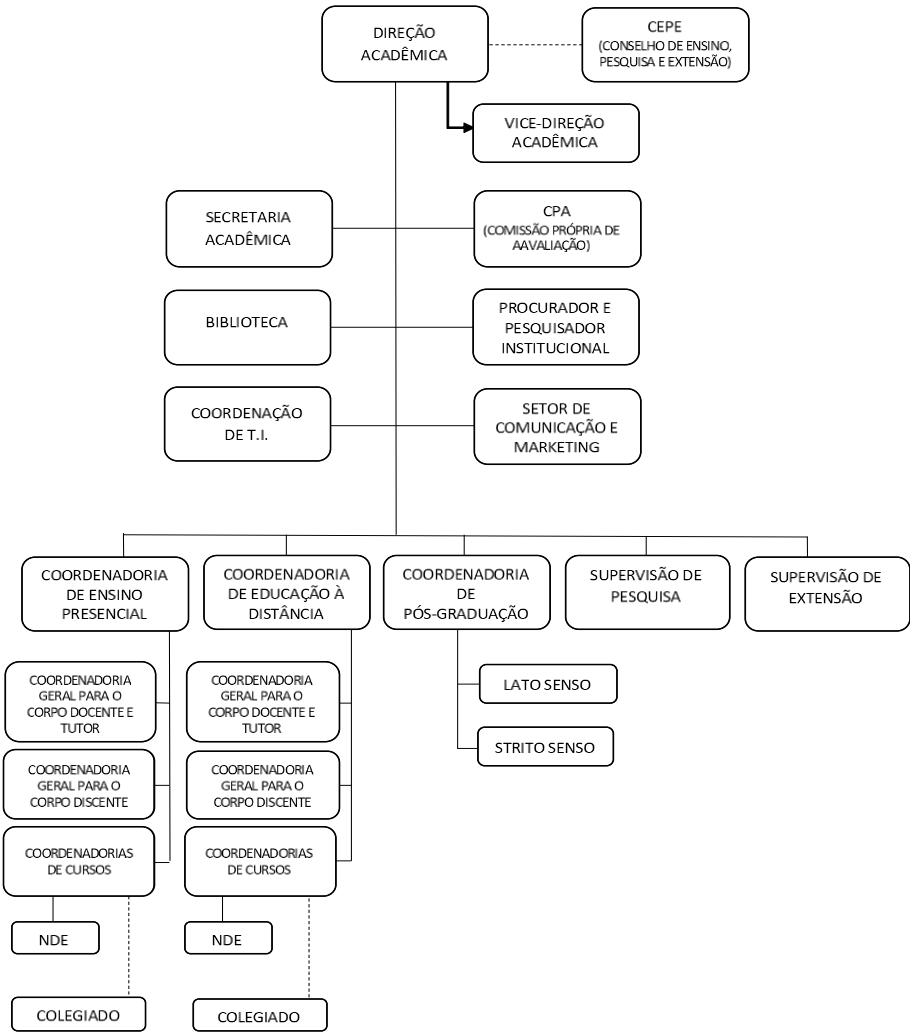 DIREÇÃO
ACADÊMICA
CEPE
(CONSELHO DE ENSINO,
PESQUISA E EXTENSÃO)
VICE-DIREÇÃO
ACADÊMICA
SECRETARIA
ACADÊMICA
CPA
(COMISSÃO PRÓPRIA DE
AAVALIAÇÃO)
BIBLIOTECA
PROCURADOR E
PESQUISADOR
INSTITUCIONAL
COORDENAÇÃO
DE T.I.
SETOR DE
COMUNICAÇÃO E
MARKETING
COORDENADORIA
DE ENSINO
PRESENCIAL
COORDENADORIA
DE EDUCAÇÃO À
DISTÂNCIA
COORDENADORIA
DE
PÓS-GRADUAÇÃO
SUPERVISÃO DE
PESQUISA
SUPERVISÃO DE
EXTENSÃO
COORDENADORIA
GERAL PARA O
CORPO DOCENTE E
TUTOR
COORDENADORIA
GERAL PARA O
CORPO DOCENTE E
TUTOR
LATO SENSO
STRITO SENSO
COORDENADORIA
GERAL PARA O
CORPO DISCENTE
COORDENADORIA
GERAL PARA O
CORPO DISCENTE
COORDENADORIAS
DE CURSOS
COORDENADORIAS
DE CURSOS
NDE
NDE
COLEGIADO
COLEGIADO